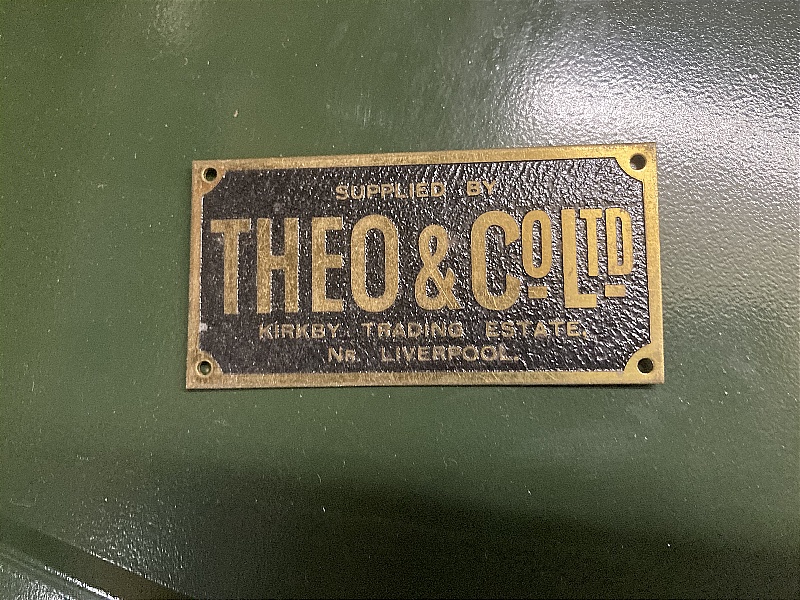 SUPPLIED BY
THEO & Co LTD
KIRKBY TRADING ESTATE.
NR LIVERPOOL.